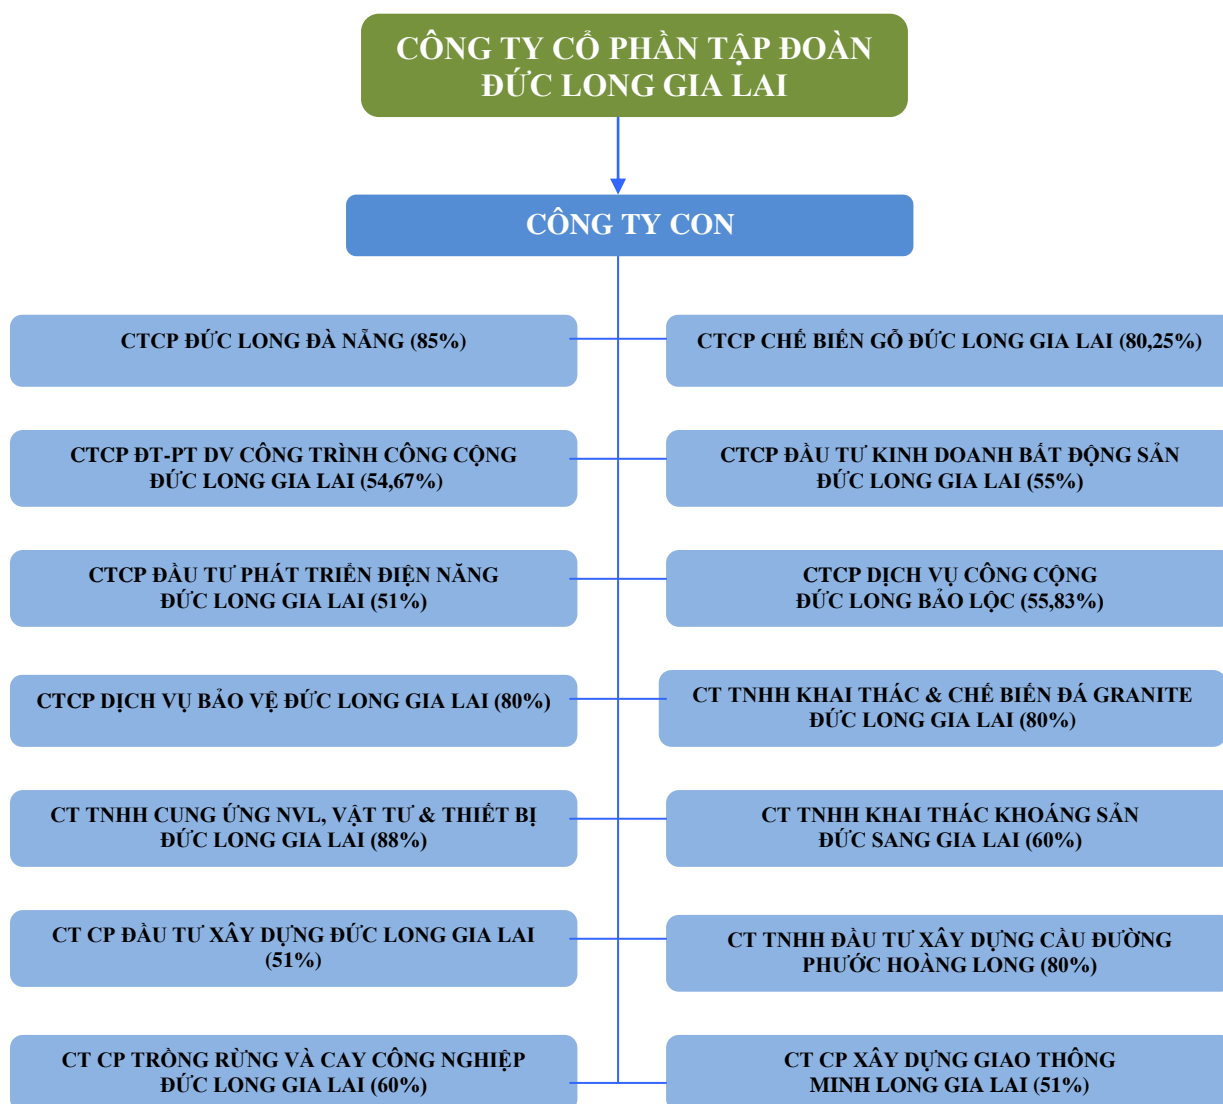 CÔNG TY CỔ PHẦN TẬP ĐOÀN
ĐỨC LONG GIA LAI
CÔNG TY CON
CTCP ĐỨC LONG ĐÀ NẴNG (85%)
CTCP CHẾ BIẾN GỖ ĐỨC LONG GIA LAI (80,25%)
CTCP ĐT-PT DV CÔNG TRÌNH CÔNG CỘNG
ĐỨC LONG GIA LAI (54,67%)
CTCP ĐẦU TƯ KINH DOANH BẤT ĐỘNG SẢN
ĐỨC LONG GIA LAI (55%)
CTCP ĐẦU TƯ PHÁT TRIỂN ĐIỆN NĂNG
ĐỨC LONG GIA LAI (51%)
CTCP DỊCH VỤ CÔNG CỘNG
ĐỨC LONG BẢO LỘC (55,83%)
CTCP DỊCH VỤ BẢO VỆ ĐỨC LONG GIA LAI (80%)
CT TNHH KHAI THÁC & CHẾ BIẾN ĐÁ GRANITE
ĐỨC LONG GIA LAI (80%)
CT TNHH CUNG ỨNG NVL, VẬT TƯ & THIẾT BỊ
ĐỨC LONG GIA LAI (88%)
CT TNHH KHAI THÁC KHOÁNG SẢN
ĐỨC SANG GIA LAI (60%)
CT CP ĐẦU TƯ XÂY DỰNG ĐỨC LONG GIA LAI
(51%)
CT TNHH ĐẦU TƯ XÂY DỰNG CẦU ĐƯỜNG
PHƯỚC HOÀNG LONG (80%)
CT CP TRỒNG RỪNG VÀ CAY CÔNG NGHIỆP
ĐỨC LONG GIA LAI (60%)
CT CP XÂY DỰNG GIAO THÔNG
MINH LONG GIA LAI (51%)